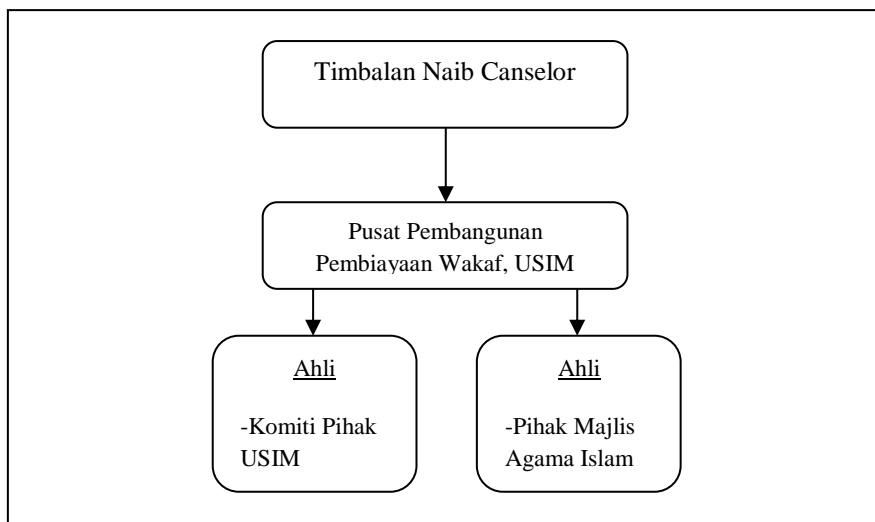 Timbalan Naib Canselor
Pusat Pembangunan
Pembiayaan Wakaf, USIM
Ahli
-Komiti Pihak
USIM
Ahli
-Pihak Majlis
Agama Islam